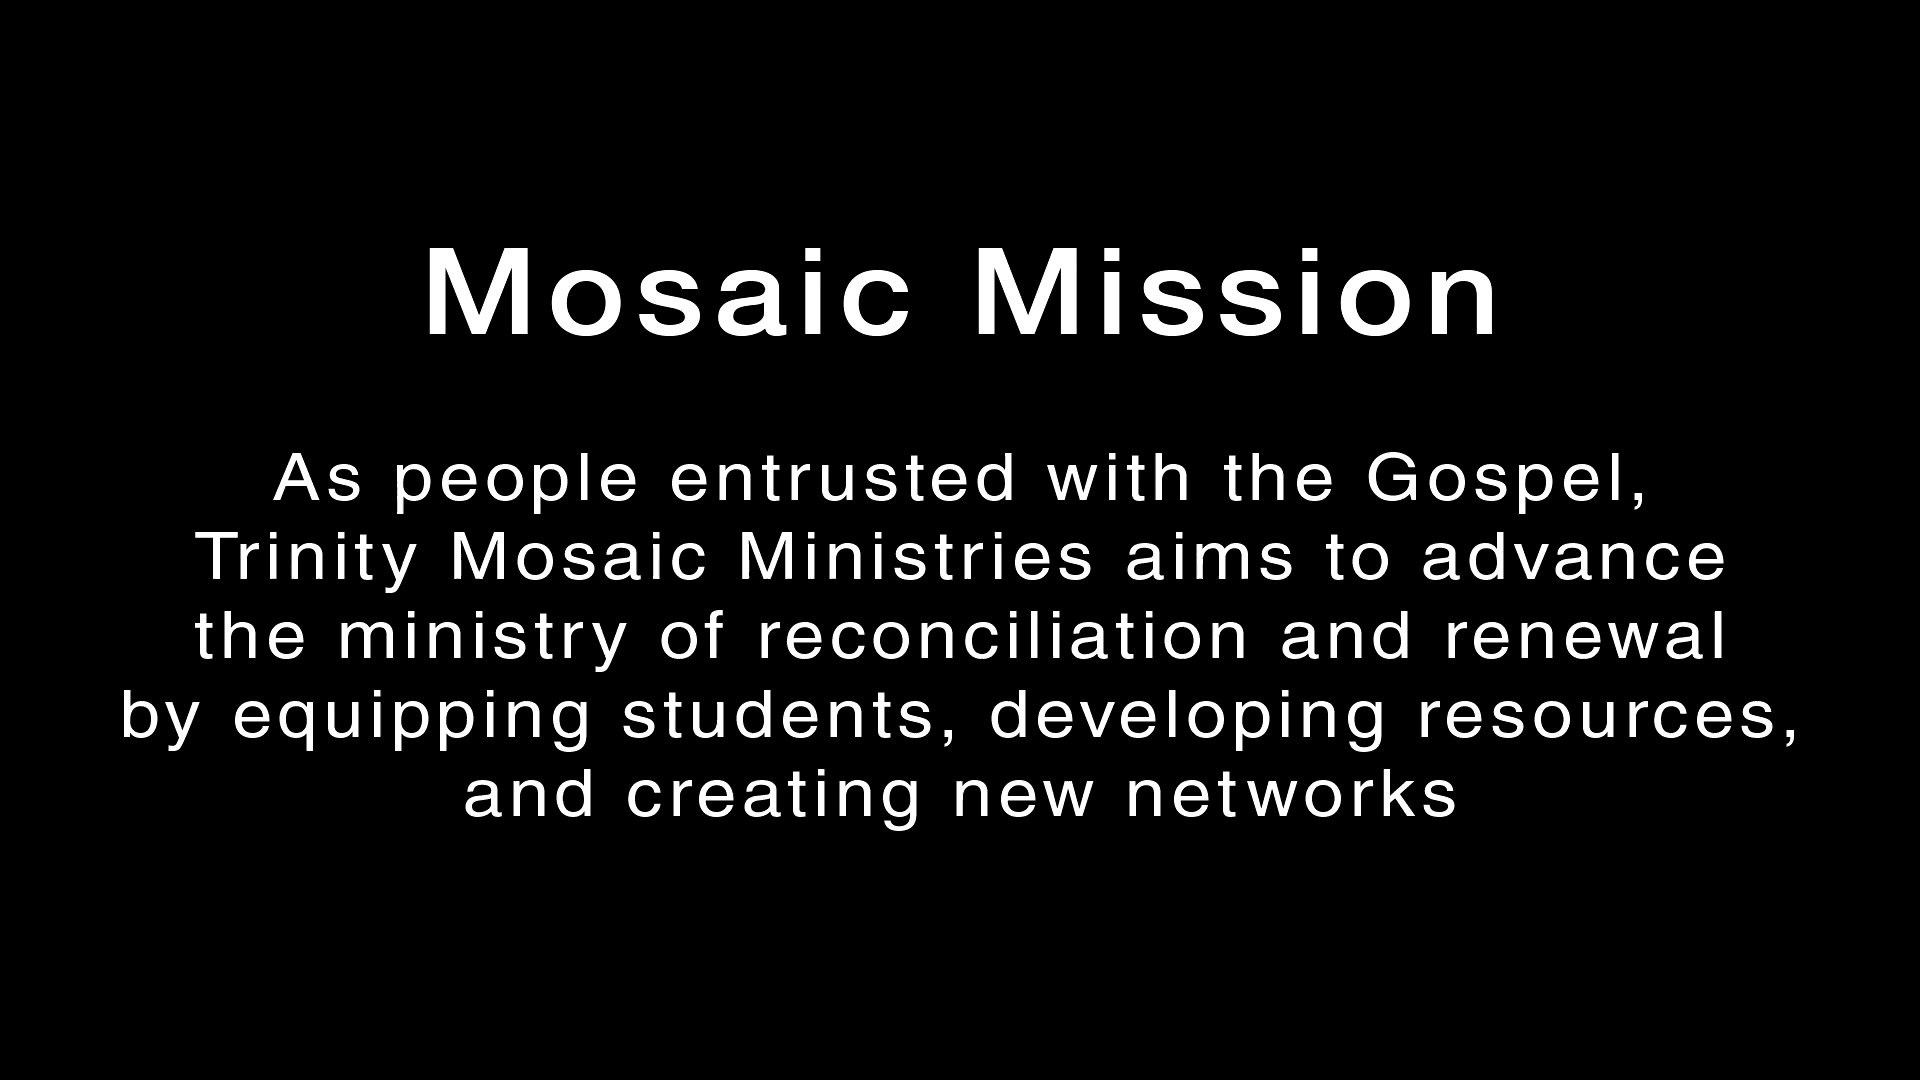 Mosaic Mission
As people entrusted with the Gospel,
Trinity Mosaic Ministries aims to advance
the ministry of reconciliation and renewal
by equipping students, developing resources,
and creating new networks